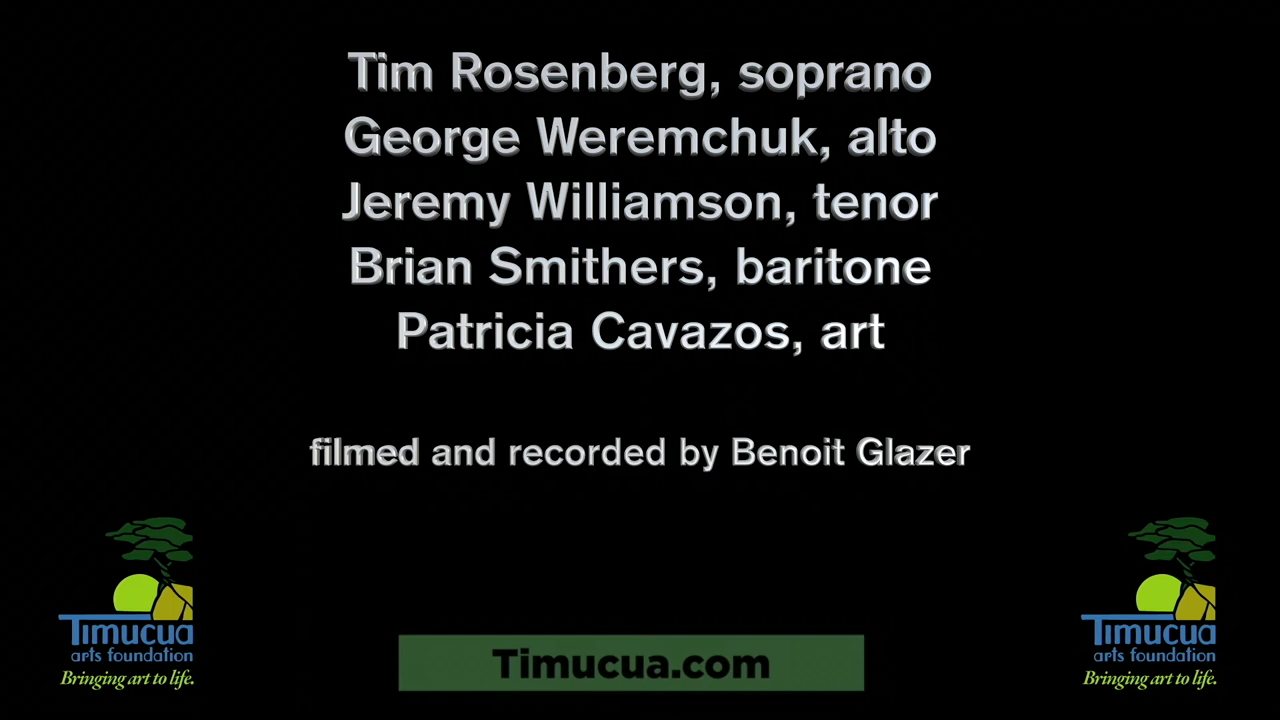 Tim Rosenberg, soprano
George Weremchuk, alto
Jeremy Williamson, tenor
Brian Smithers, baritone
Patricia Cavazos, art
filmed and recorded by Benoit Glazer
Timucua
arts foundation
Bringing art to life.
Timucua.com
Timucua
arts foundation
Bringing art to life.